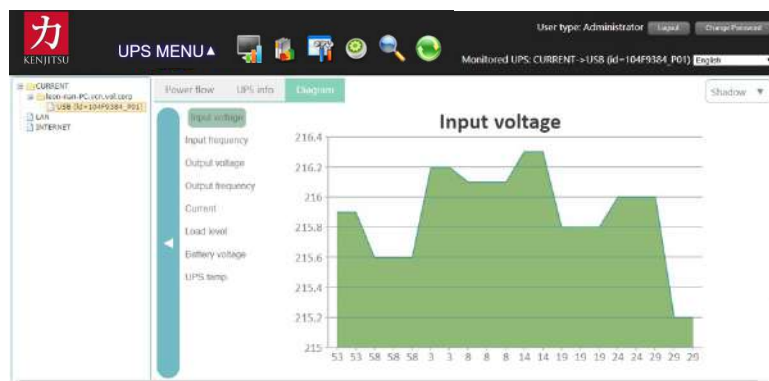 力
KENJITSU
UPS MENU▲
User type: Administrator Logout Change Password
Monitored UPS: CURRENT->USB (id=104F9384_P01) English
CURRENT
USB (id=104F9384_P01)
LAN
INTERNET
Power flow UPS info Diagram
Shadow ▼
Input voltage
Input frequency
Output voltage
Output frequency
Current
Load level
Battery voltage
UPS temp
Input voltage
216.4
216.2
216
215.8
215.6
215.4
215.2
215
53 53 58 58 58 3 3 8 8 8 14 14 19 19 19 24 24 29 29 29